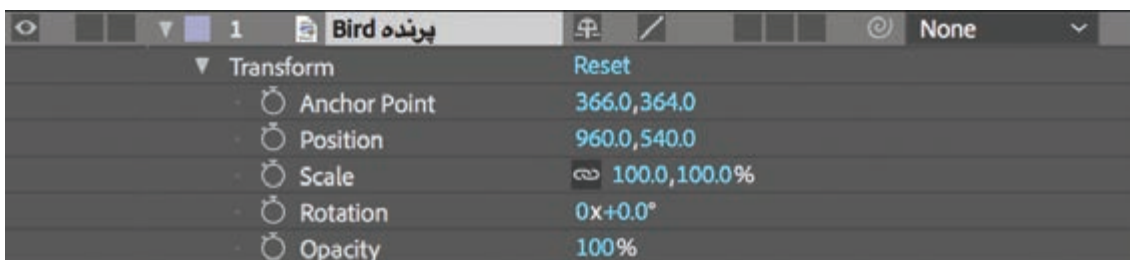 1 Bird پرنده None
Transform Reset
Anchor Point 366.0,364.0
Position 960.0,540.0
Scale 100.0,100.0%
Rotation 0x+0.0°
Opacity 100%